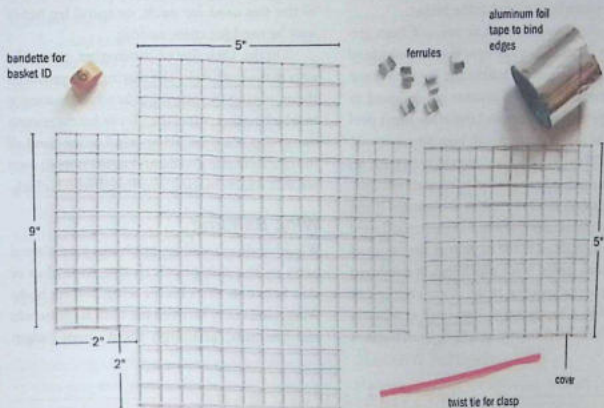 bandette for
basket ID
5"
ferrules
aluminum foil
tape to bind
edges
9"
5"
2"
2"
cover
twist tie for clasp